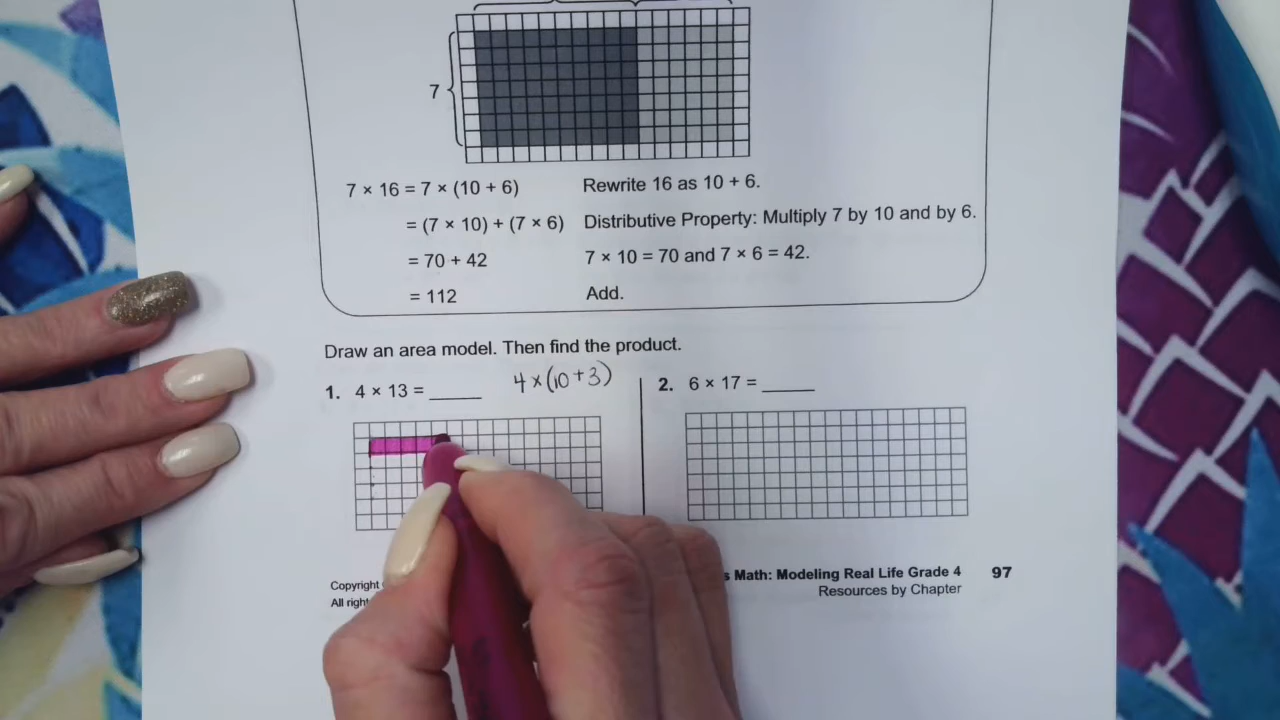 7
7 × 16 = 7 × (10 + 6) Rewrite 16 as 10 + 6.
= (7 × 10) + (7 × 6) Distributive Property: Multiply 7 by 10 and by 6.
= 70 + 42 7 × 10 = 70 and 7 × 6 = 42.
= 112 Add.
Draw an area model. Then find the product.
1. 4 × 13 = _____ 4 × (10 + 3) 2. 6 × 17 = _____
Copyright Math: Modeling Real Life Grade 4 97
All Resources by Chapter